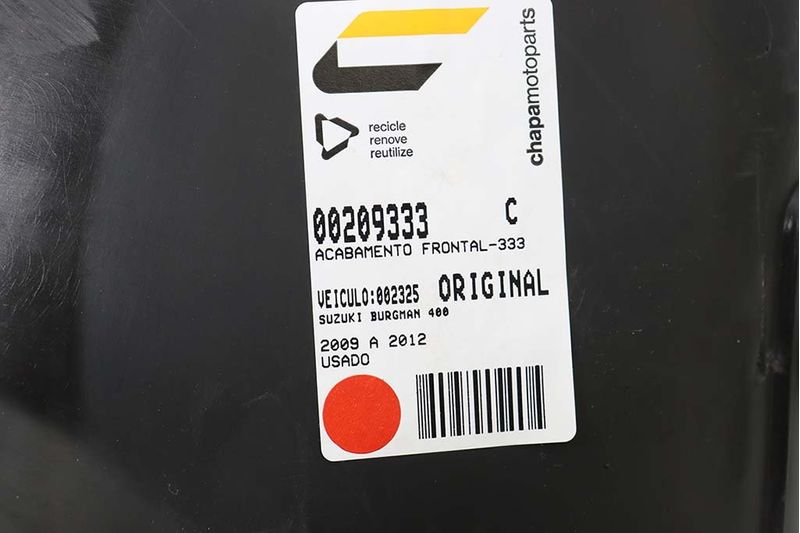 chapamotoparts
recicle
renove
reutilize
00209333 C
ACABAMENTO FRONTAL-333
VEICULO:002325 ORIGINAL
SUZUKI BURGMAN 400
2009 A 2012
USADO